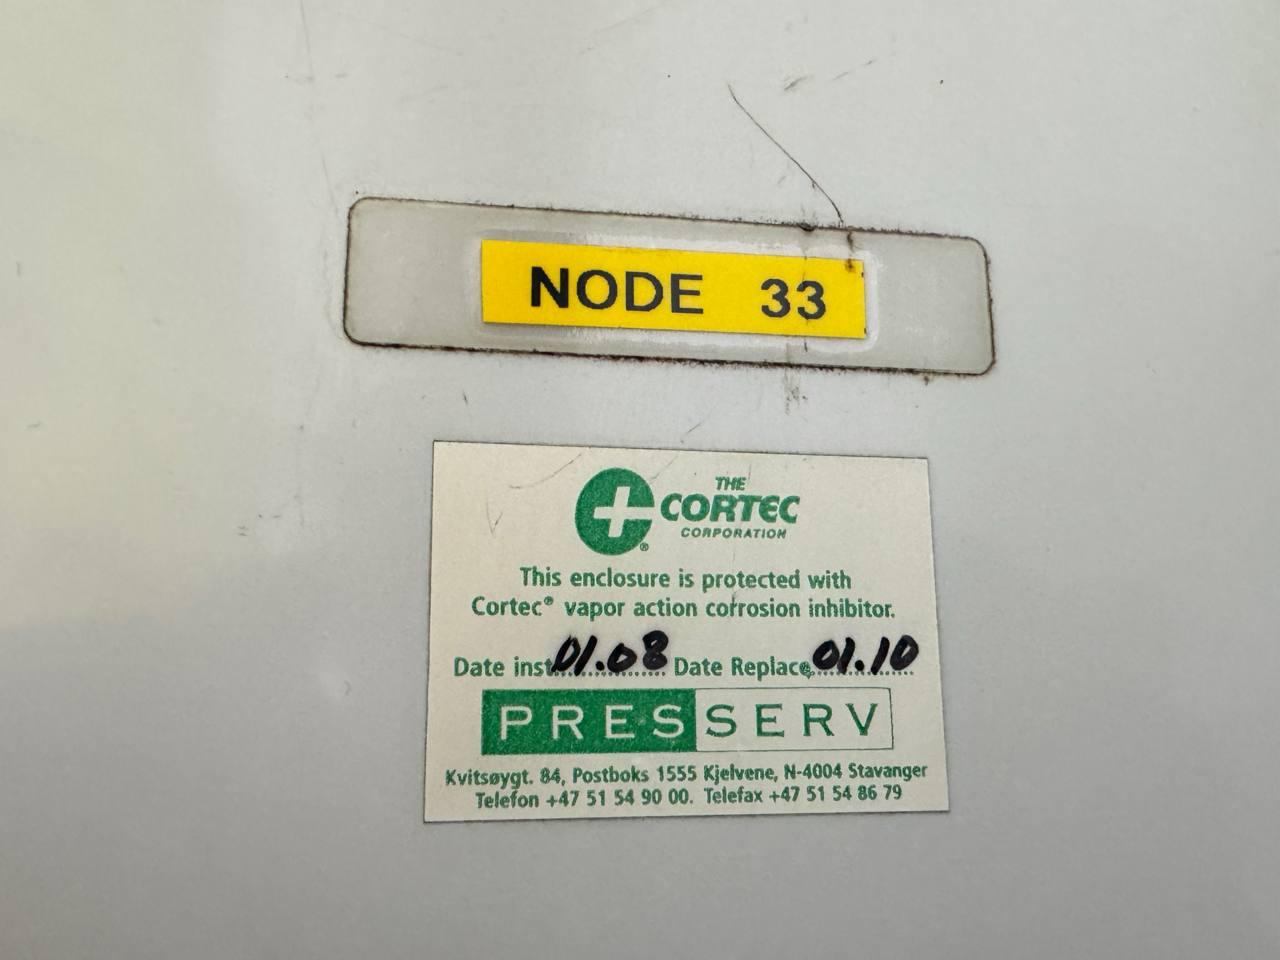 NODE 33
THE
CORTEC
CORPORATION
®
This enclosure is protected with
Cortec® vapor action corrosion inhibitor.
Date inst 01.08 Date Replace 01.10
PRESSERV
Kvitsøygt. 84, Postboks 1555 Kjelvene, N-4004 Stavanger
Telefon +47 51 54 90 00. Telefax +47 51 54 86 79